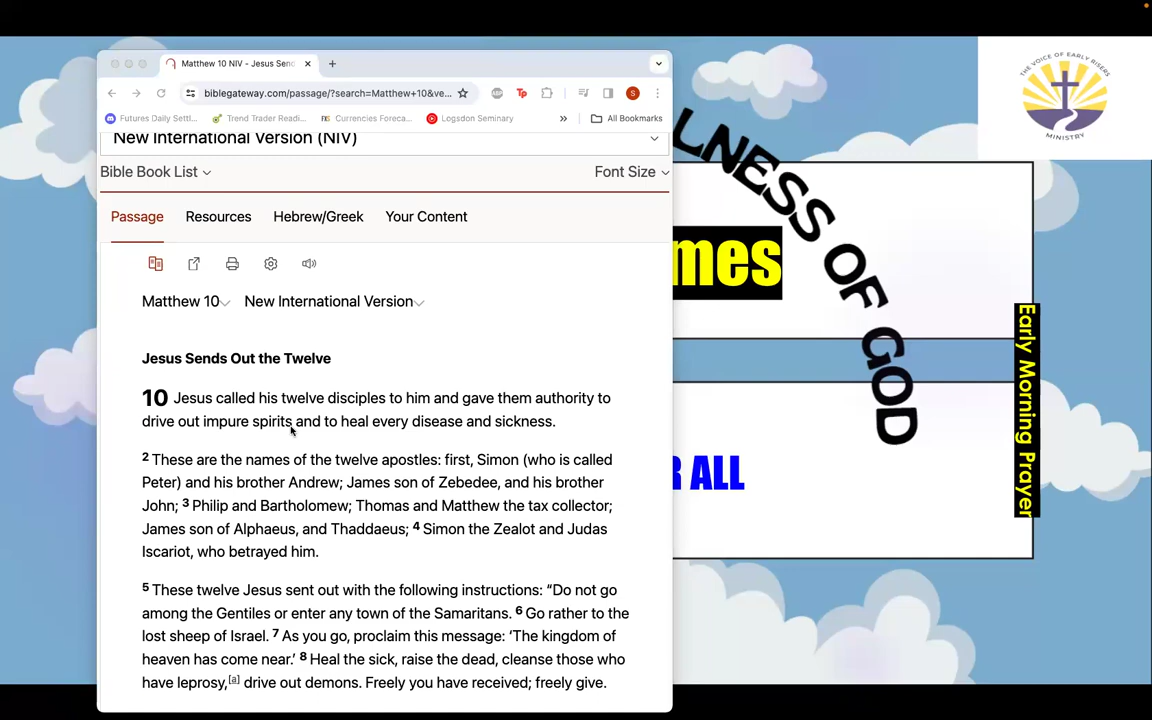 Matthew 10 NIV - Jesus Senc
biblegateway.com/passage/?search=Matthew+10&ve...
ABP
Tp
S
Futures Daily Settl...
Trend Trader Readi...
Currencies Foreca...
Logsdon Seminary
»
All Bookmarks
New International Version (NIV)
Bible Book List
Font Size
Passage
Resources
Hebrew/Greek
Your Content
Matthew 10
New International Version
Jesus Sends Out the Twelve
10 Jesus called his twelve disciples to him and gave them authority to
drive out impure spirits and to heal every disease and sickness.
2 These are the names of the twelve apostles: first, Simon (who is called
Peter) and his brother Andrew; James son of Zebedee, and his brother
John; 3 Philip and Bartholomew; Thomas and Matthew the tax collector;
James son of Alphaeus, and Thaddaeus; 4 Simon the Zealot and Judas
Iscariot, who betrayed him.
5 These twelve Jesus sent out with the following instructions: “Do not go
among the Gentiles or enter any town of the Samaritans. 6 Go rather to the
lost sheep of Israel. 7 As you go, proclaim this message: ‘The kingdom of
heaven has come near.’ 8 Heal the sick, raise the dead, cleanse those who
have leprosy,[a] drive out demons. Freely you have received; freely give.
LNESS OF GOD
mes
R ALL
Early Morning Prayer
THE VOICE OF EARLY RISERS
MINISTRY